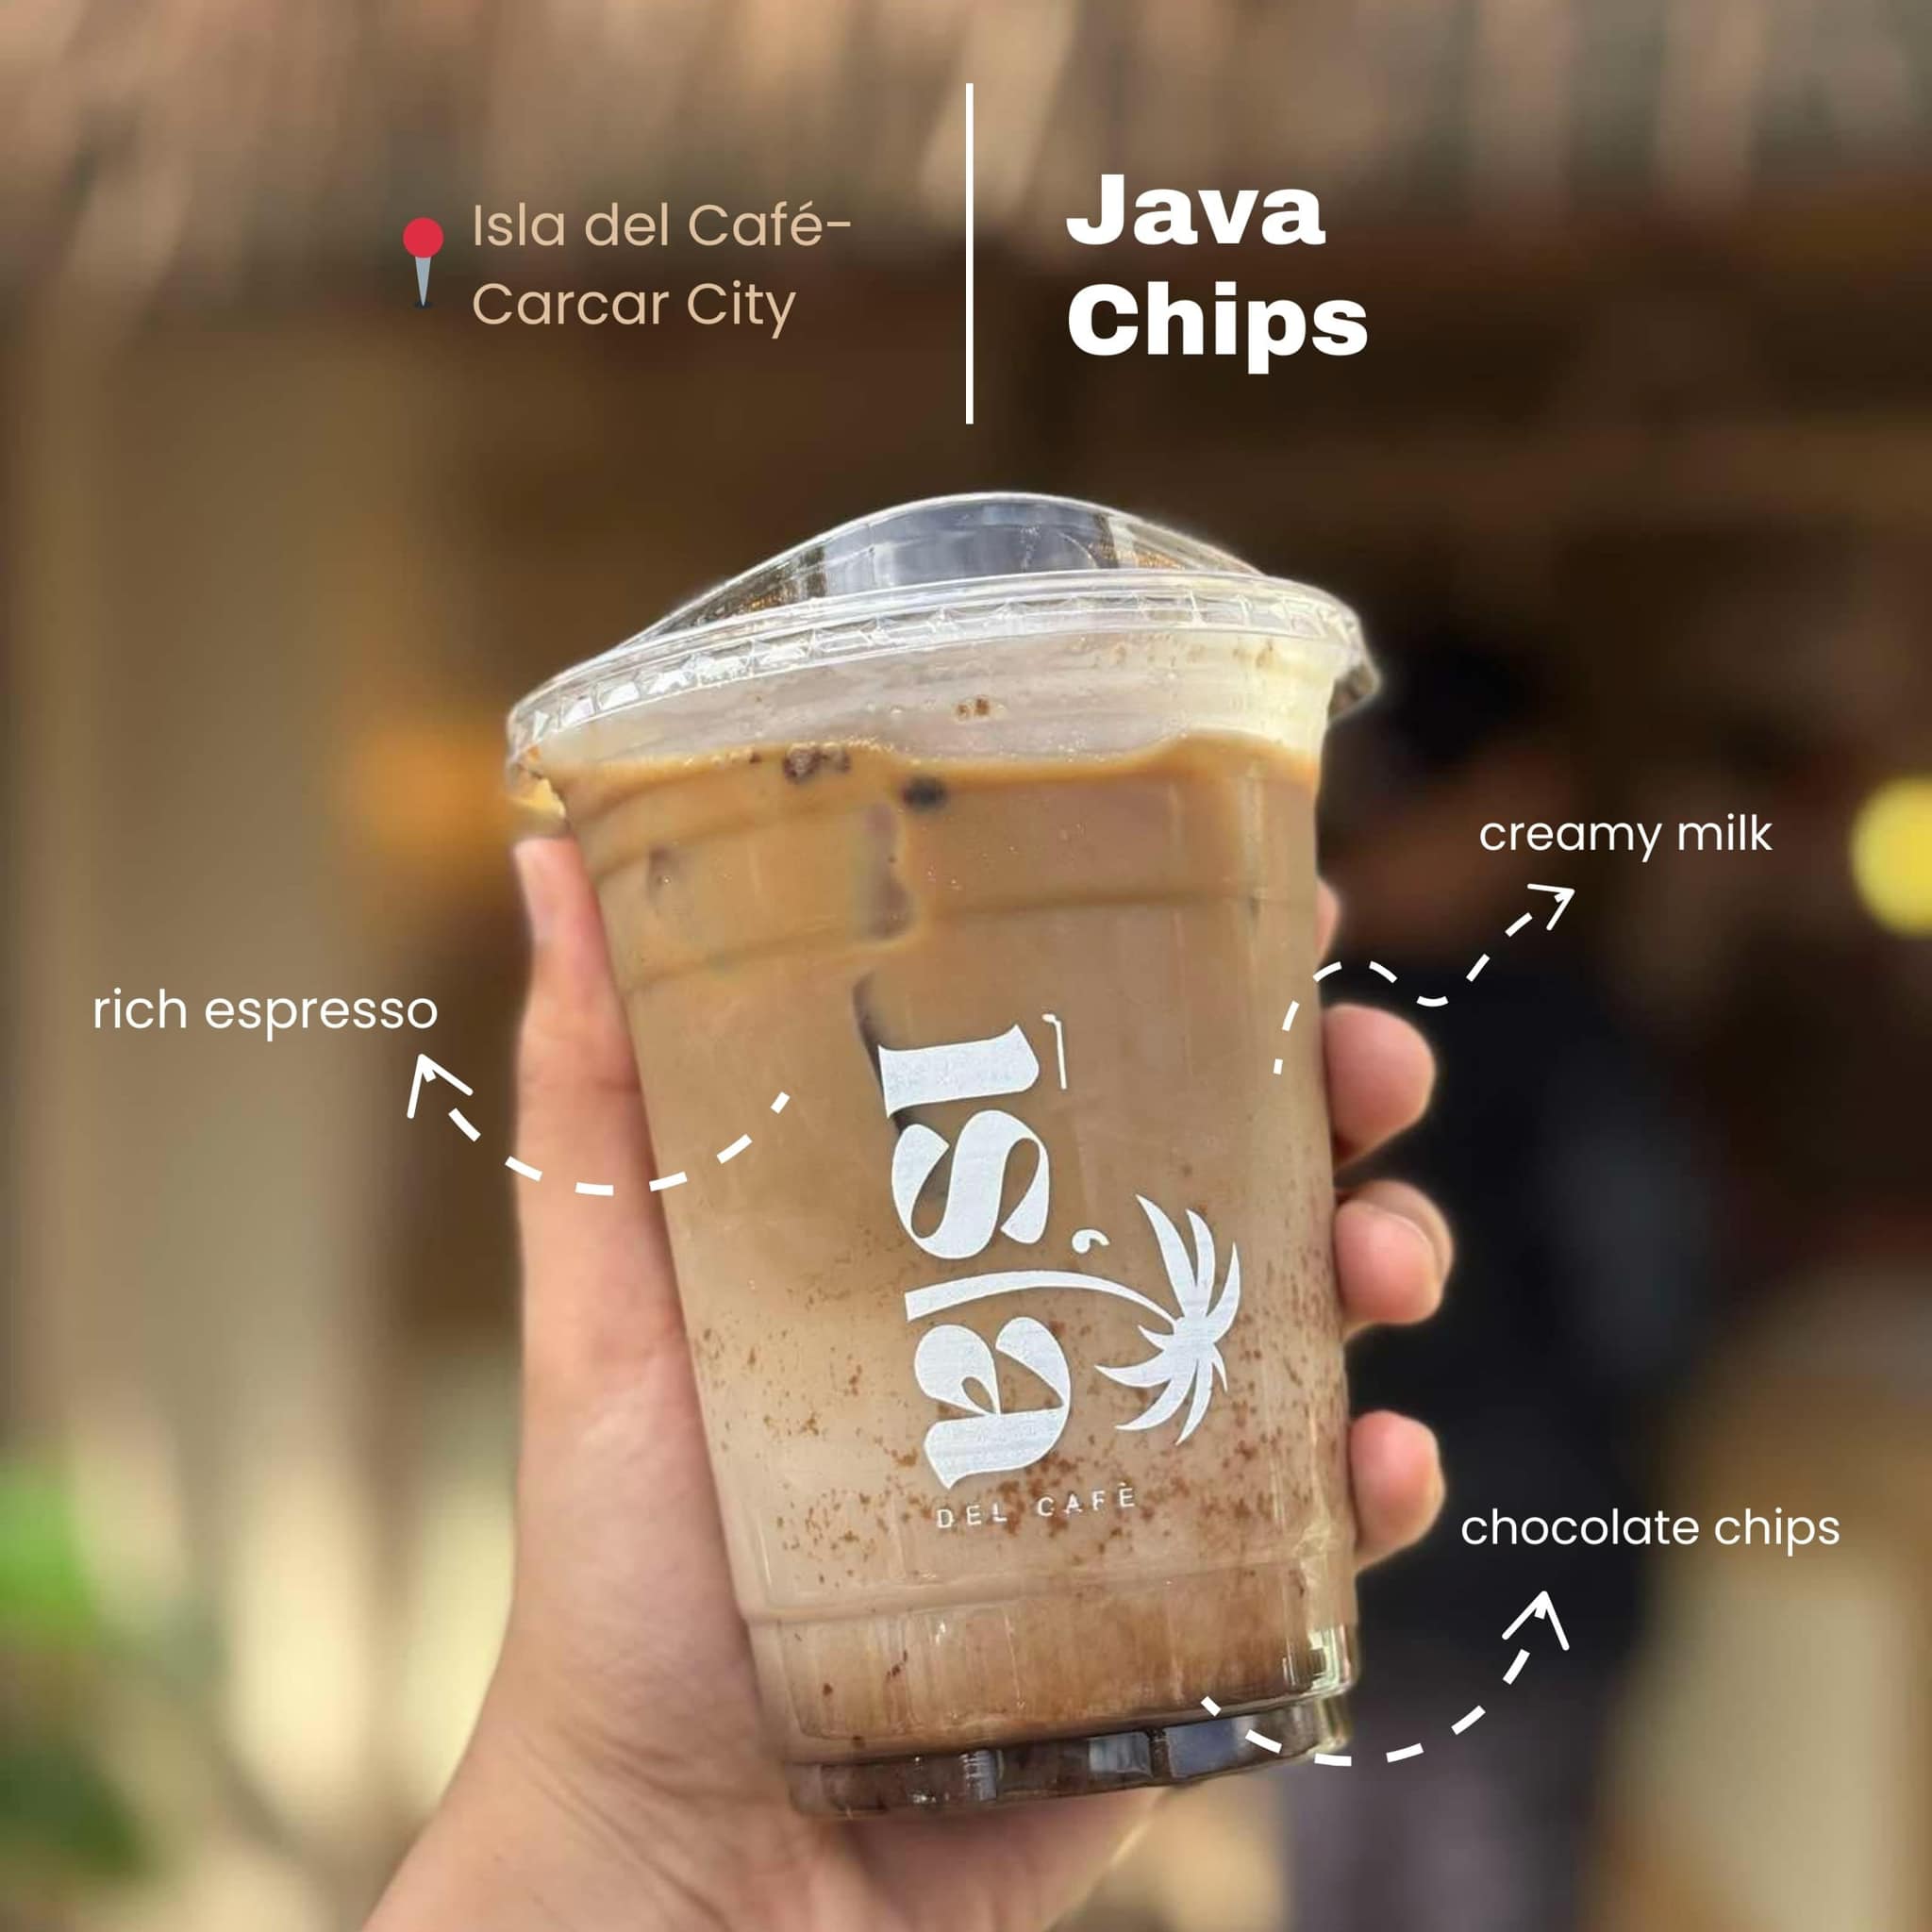 Isla del Café-
Carcar City
Java
Chips
creamy milk
rich espresso
Isla
DEL CAFÈ
chocolate chips